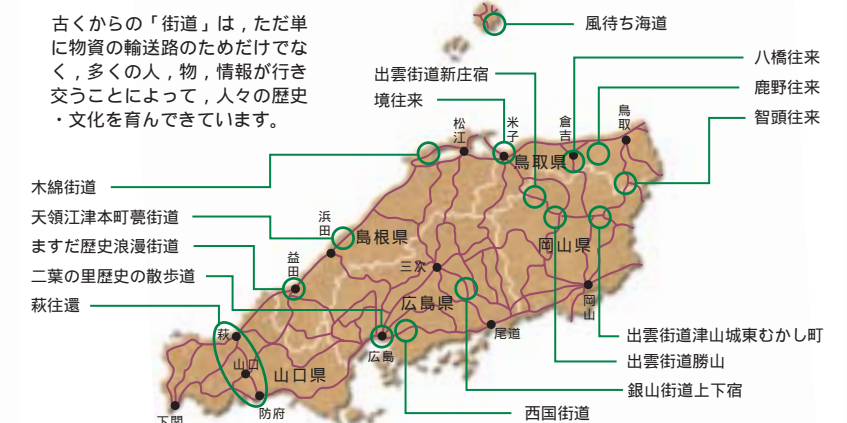 古くからの「街道」は，ただ単
に物資の輸送路のためだけでな
く，多くの人，物，情報が行き
交うことによって，人々の歴史
・文化を育んできています。
風待ち海道
八橋往来
出雲街道新庄宿
鹿野往来
境往来
智頭往来
松江
米子
倉吉
鳥取
鳥取県
木綿街道
天領江津本町甍街道
浜田
島根県
岡山県
ますだ歴史浪漫街道
益田
三次
二葉の里歴史の散歩道
広島県
岡山
萩往還
萩
広島
尾道
出雲街道津山城東むかし町
山口
山口県
出雲街道勝山
銀山街道上下宿
防府
西国街道
下関